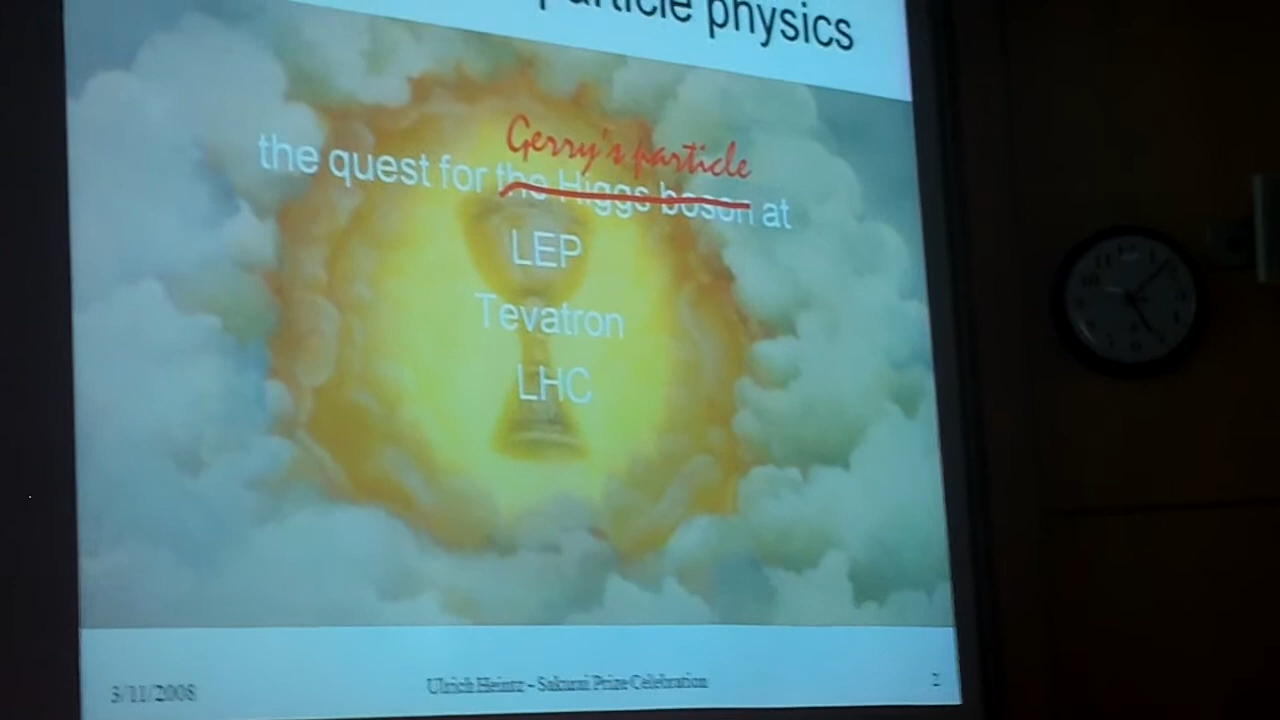 particle physics
Gerry's particle
the quest for the Higgs boson at
LEP
Tevatron
LHC
3/11/2008
Ulrich Heintz – Sakurai Prize Celebration
2